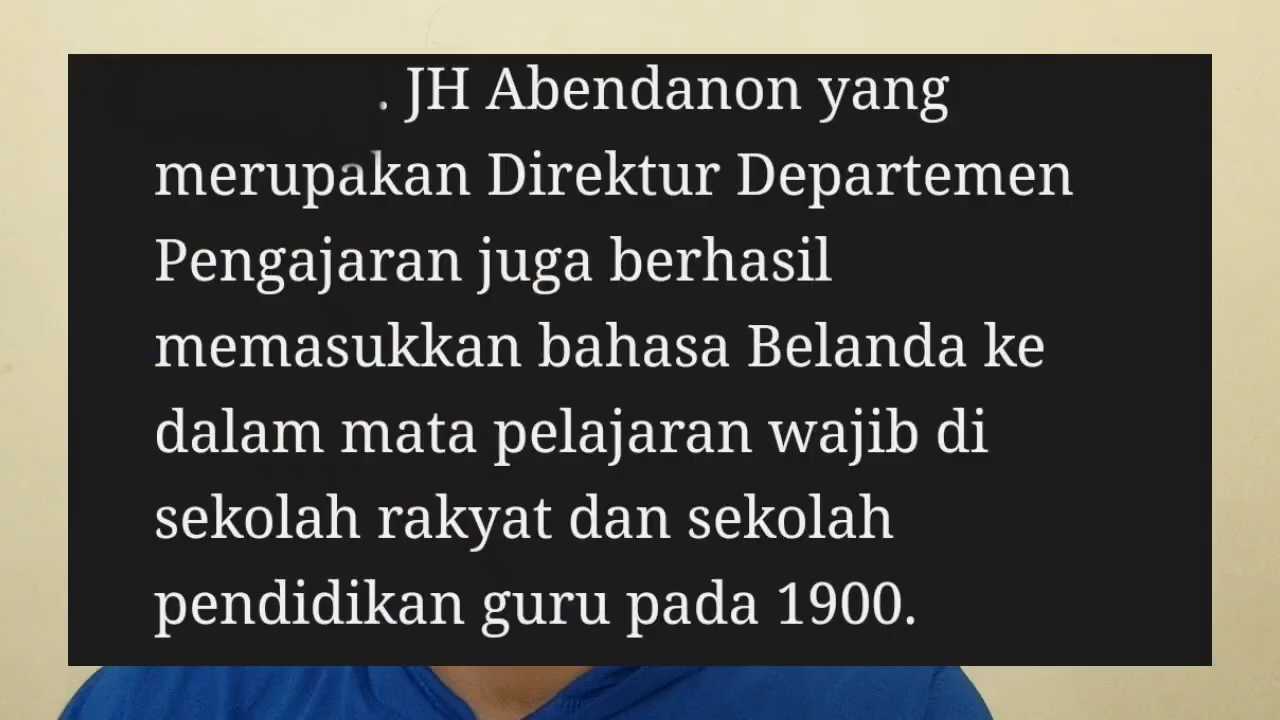 . JH Abendanon yang
merupakan Direktur Departemen
Pengajaran juga berhasil
memasukkan bahasa Belanda ke
dalam mata pelajaran wajib di
sekolah rakyat dan sekolah
pendidikan guru pada 1900.